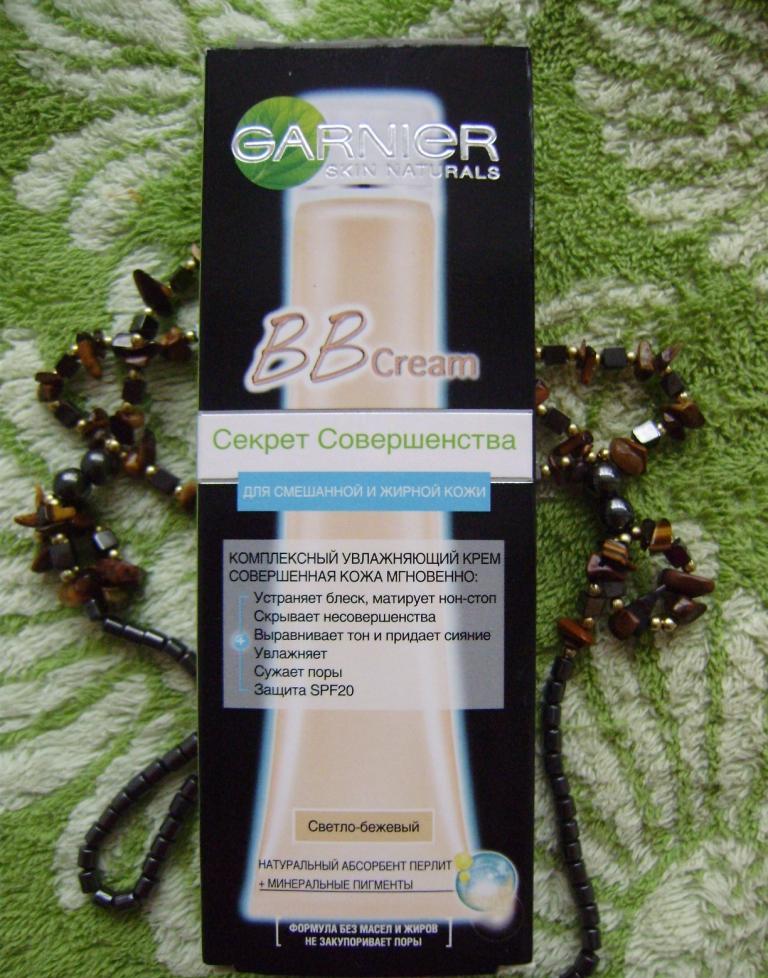 GARNIER
SKIN NATURALS
BB Cream
Секрет Совершенства
ДЛЯ СМЕШАННОЙ И ЖИРНОЙ КОЖИ
КОМПЛЕКСНЫЙ УВЛАЖНЯЮЩИЙ КРЕМ
СОВЕРШЕННАЯ КОЖА МГНОВЕННО:
Устраняет блеск, матирует нон-стоп
Скрывает несовершенства
+ Выравнивает тон и придает сияние
Увлажняет
Сужает поры
Защита SPF20
Светло-бежевый
НАТУРАЛЬНЫЙ АБСОРБЕНТ ПЕРЛИТ
+ МИНЕРАЛЬНЫЕ ПИГМЕНТЫ
ФОРМУЛА БЕЗ МАСЕЛ И ЖИРОВ
НЕ ЗАКУПОРИВАЕТ ПОРЫ